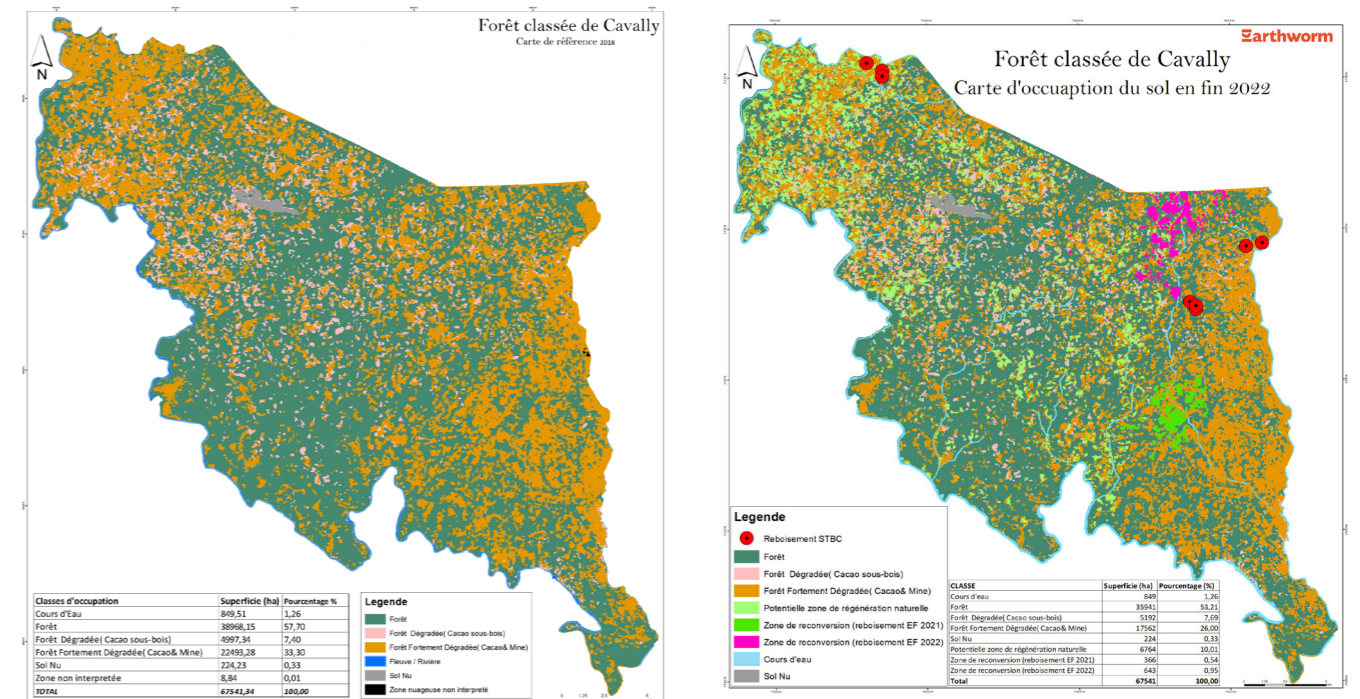 Forêt classée de Cavally
Carte de référence 2018
N
Classes d'occupation Superficie (ha) Pourcentage %
Cours d'Eau 849,51 1,26
Forêt 38968,15 57,70
Forêt Dégradée( Cacao sous-bois) 4997,34 7,40
Forêt Fortement Dégradée( Cacao& Mine) 22493,28 33,30
Sol Nu 224,23 0,33
Zone non interpretée 8,84 0,01
TOTAL 67541,34 100,00
Legende
Forêt
Forêt Dégradée( Cacao sous-bois)
Forêt Fortement Dégradée( Cacao& Mine)
Fleuve / Rivière
Sol Nu
Zone nuageuse non interpreté
Earthworm
Forêt classée de Cavally
Carte d'occuaption du sol en fin 2022
N
Legende
Reboisement STBC
Forêt
Forêt Dégradée( Cacao sous-bois)
Forêt Fortement Dégradée( Cacao& Mine)
Potentielle zone de régénération naturelle
Zone de reconversion (reboisement EF 2021)
Zone de reconversion (reboisement EF 2022)
Cours d'eau
Sol Nu
CLASSE Superficie (ha) Pourcentage (%)
Cours d'eau 849 1,26
Forêt 35941 53,21
Forêt Dégradée( Cacao sous-bois) 5192 7,69
Forêt Fortement Dégradée( Cacao& Mine) 17562 26,00
Sol Nu 224 0,33
Potentielle zone de régénération naturelle 6764 10,01
Zone de reconversion (reboisement EF 2021) 366 0,54
Zone de reconversion (reboisement EF 2022) 643 0,95
Total 67541 100,00